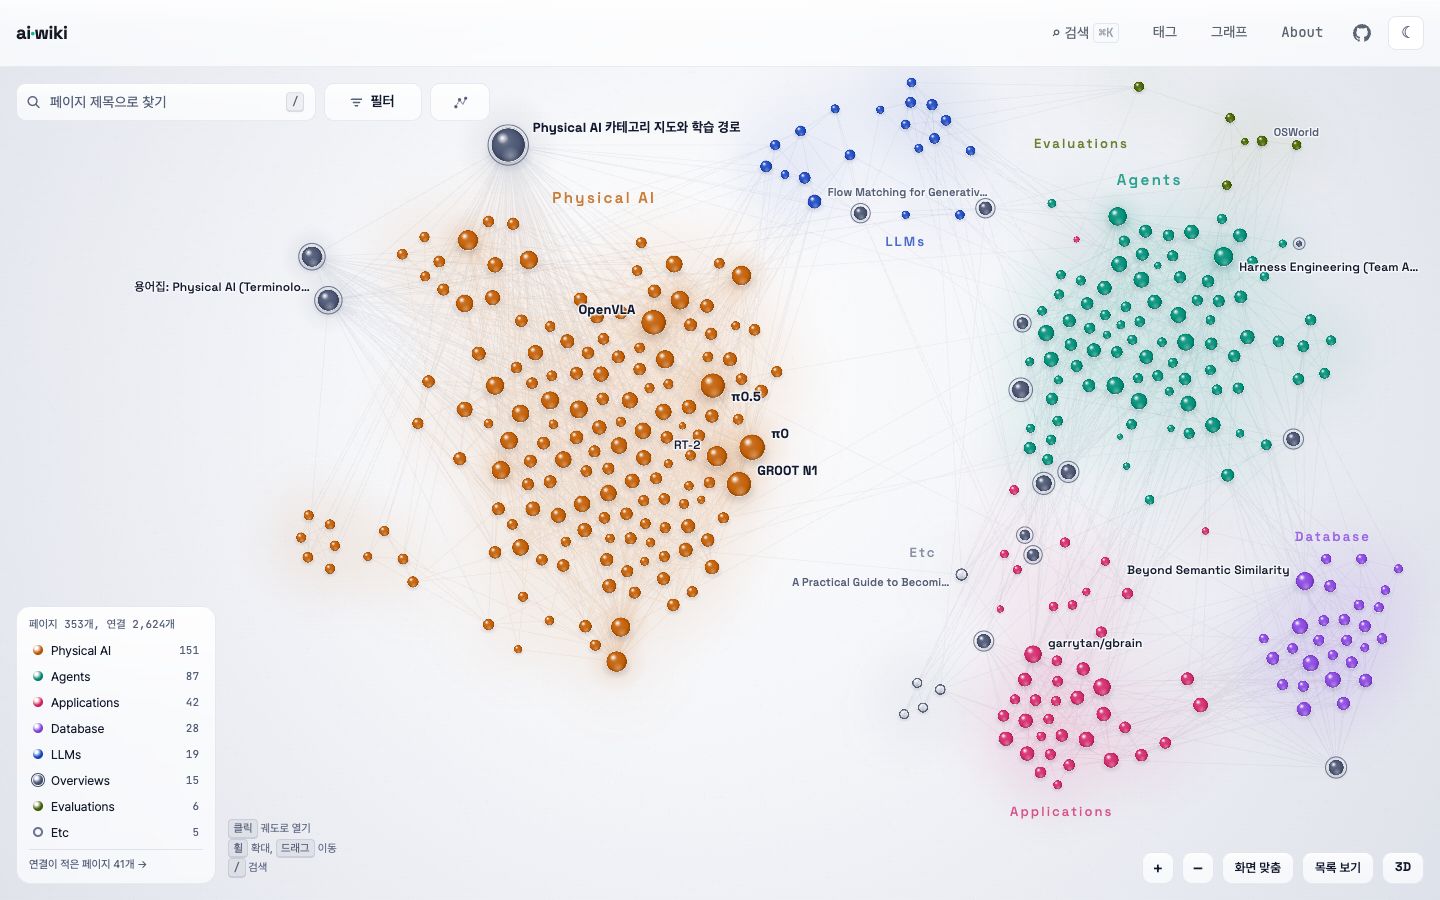 ai·wiki
검색 ⌘K
태그
그래프
About
페이지 제목으로 찾기 /
필터
Physical AI 카테고리 지도와 학습 경로
Evaluations
OSWorld
Agents
Physical AI
Flow Matching for Generativ…
LLMs
Harness Engineering (Team A…
용어집: Physical AI (Terminolo…
OpenVLA
π0.5
π0
RT-2
GROOT N1
Database
Etc
Beyond Semantic Similarity
A Practical Guide to Becomi…
garrytan/gbrain
Applications
페이지 353개, 연결 2,624개
Physical AI 151
Agents 87
Applications 42
Database 28
LLMs 19
Overviews 15
Evaluations 6
Etc 5
연결이 적은 페이지 41개 →
클릭 궤도로 열기
휠 확대, 드래그 이동
/ 검색
+
−
화면 맞춤
목록 보기
3D